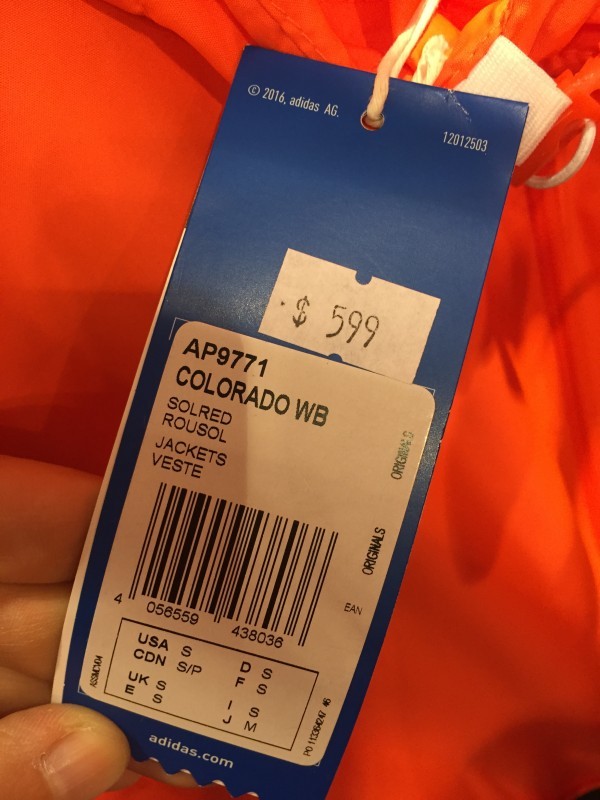 © 2016, adidas AG.
12012503
$ 599
AP9771
COLORADO WB
SOLRED
ROUSOL
JACKETS
VESTE
ORIGINALS
ORIGINALS
EAN
4 056559 438036
USA S D S
CDN S/P F S
UK S I S
E S J M
adidas.com